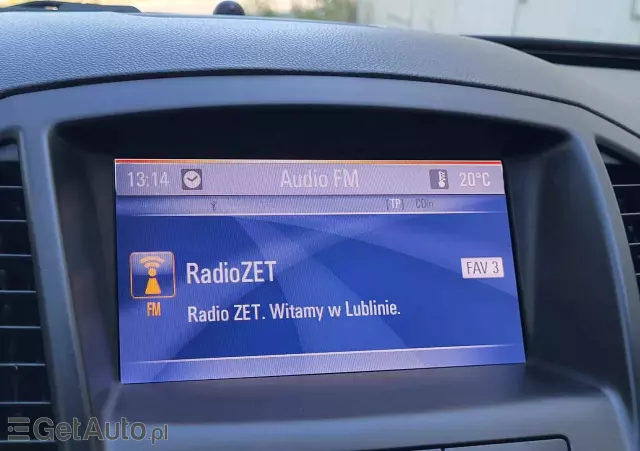 13:14 Audio FM 20°C
[TP] CDin
RadioZET FAV 3
FM Radio ZET. Witamy w Lublinie.
GetAuto.pl